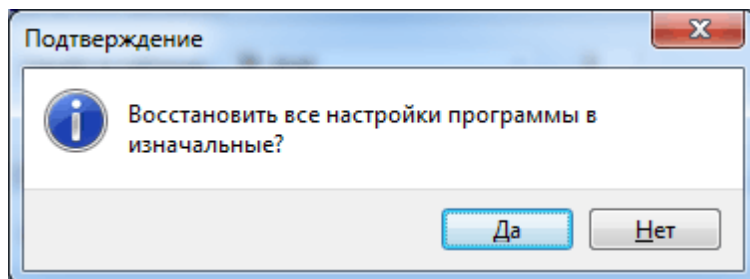 Подтверждение
Восстановить все настройки программы в
изначальные?
Да
Нет